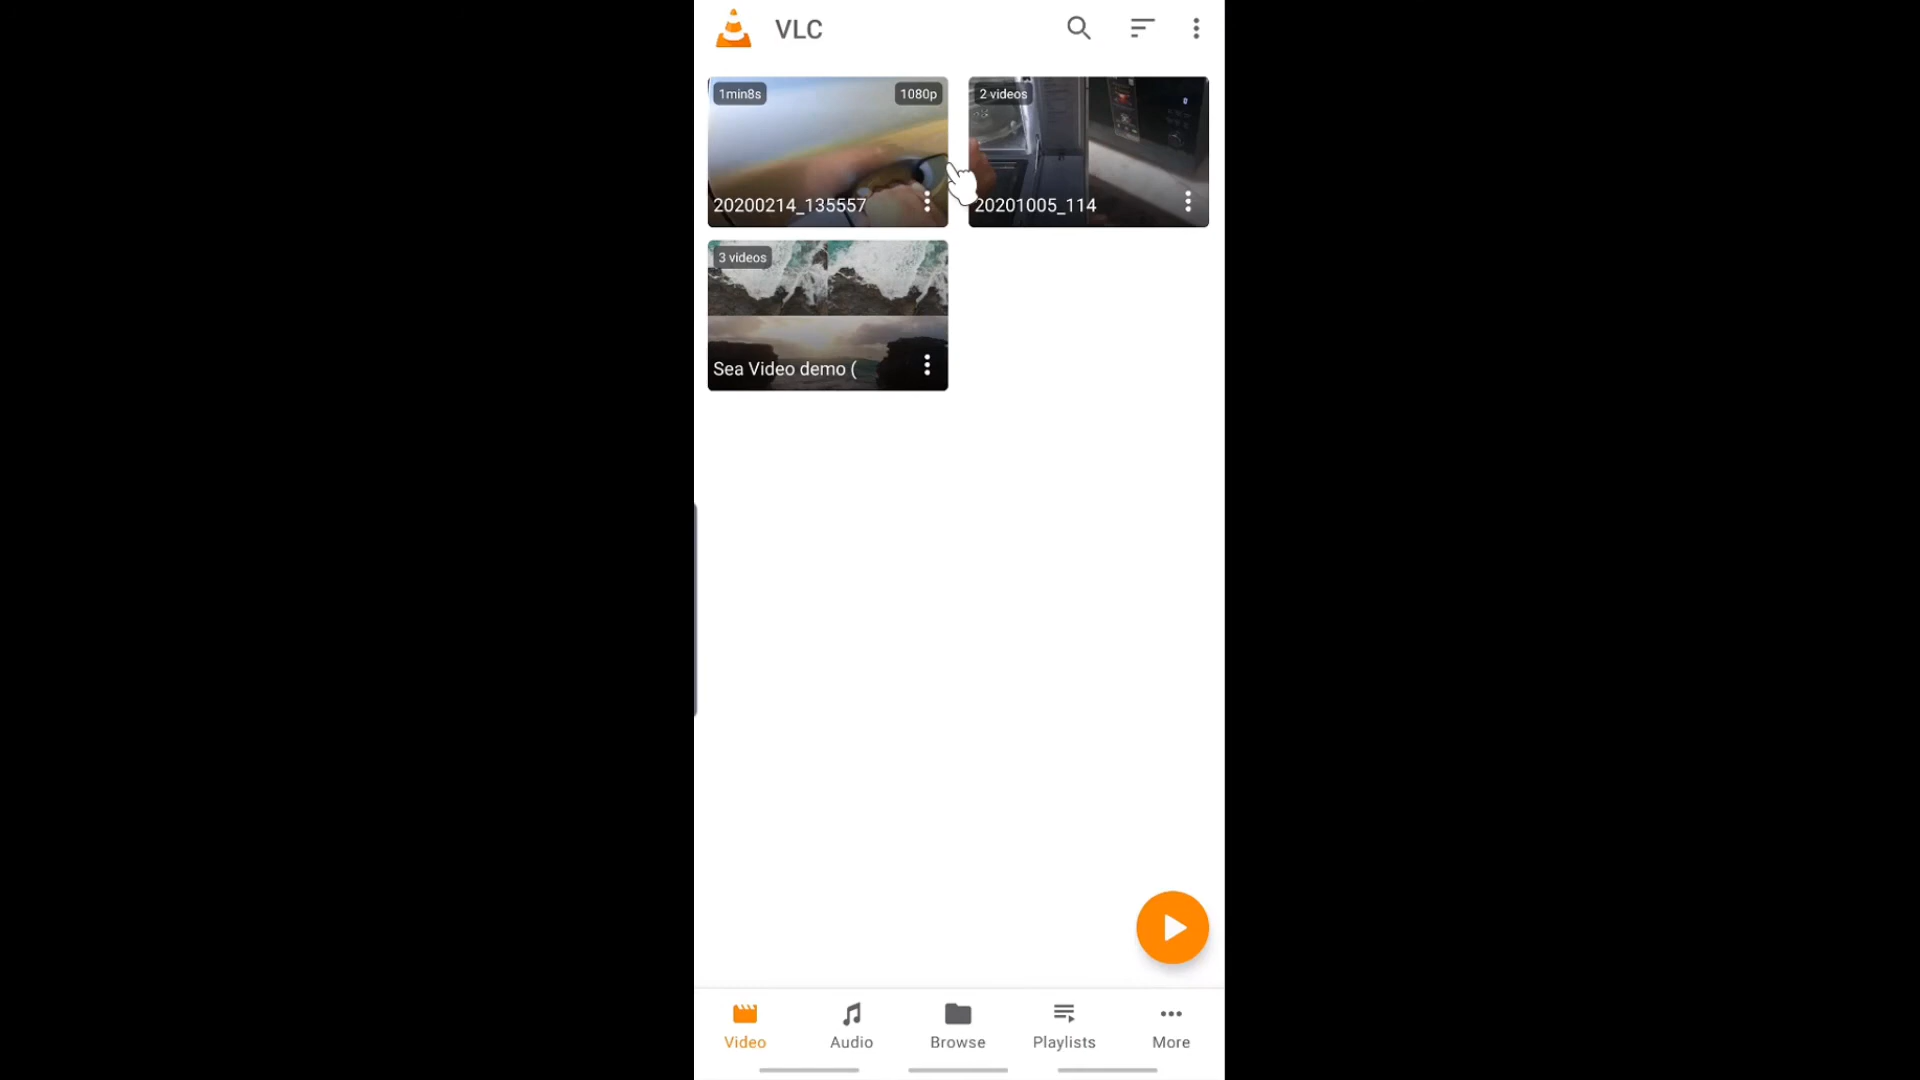 VLC
1min8s
1080p
20200214_135557
2 videos
20201005_114
3 videos
Sea Video demo (
Video
Audio
Browse
Playlists
More